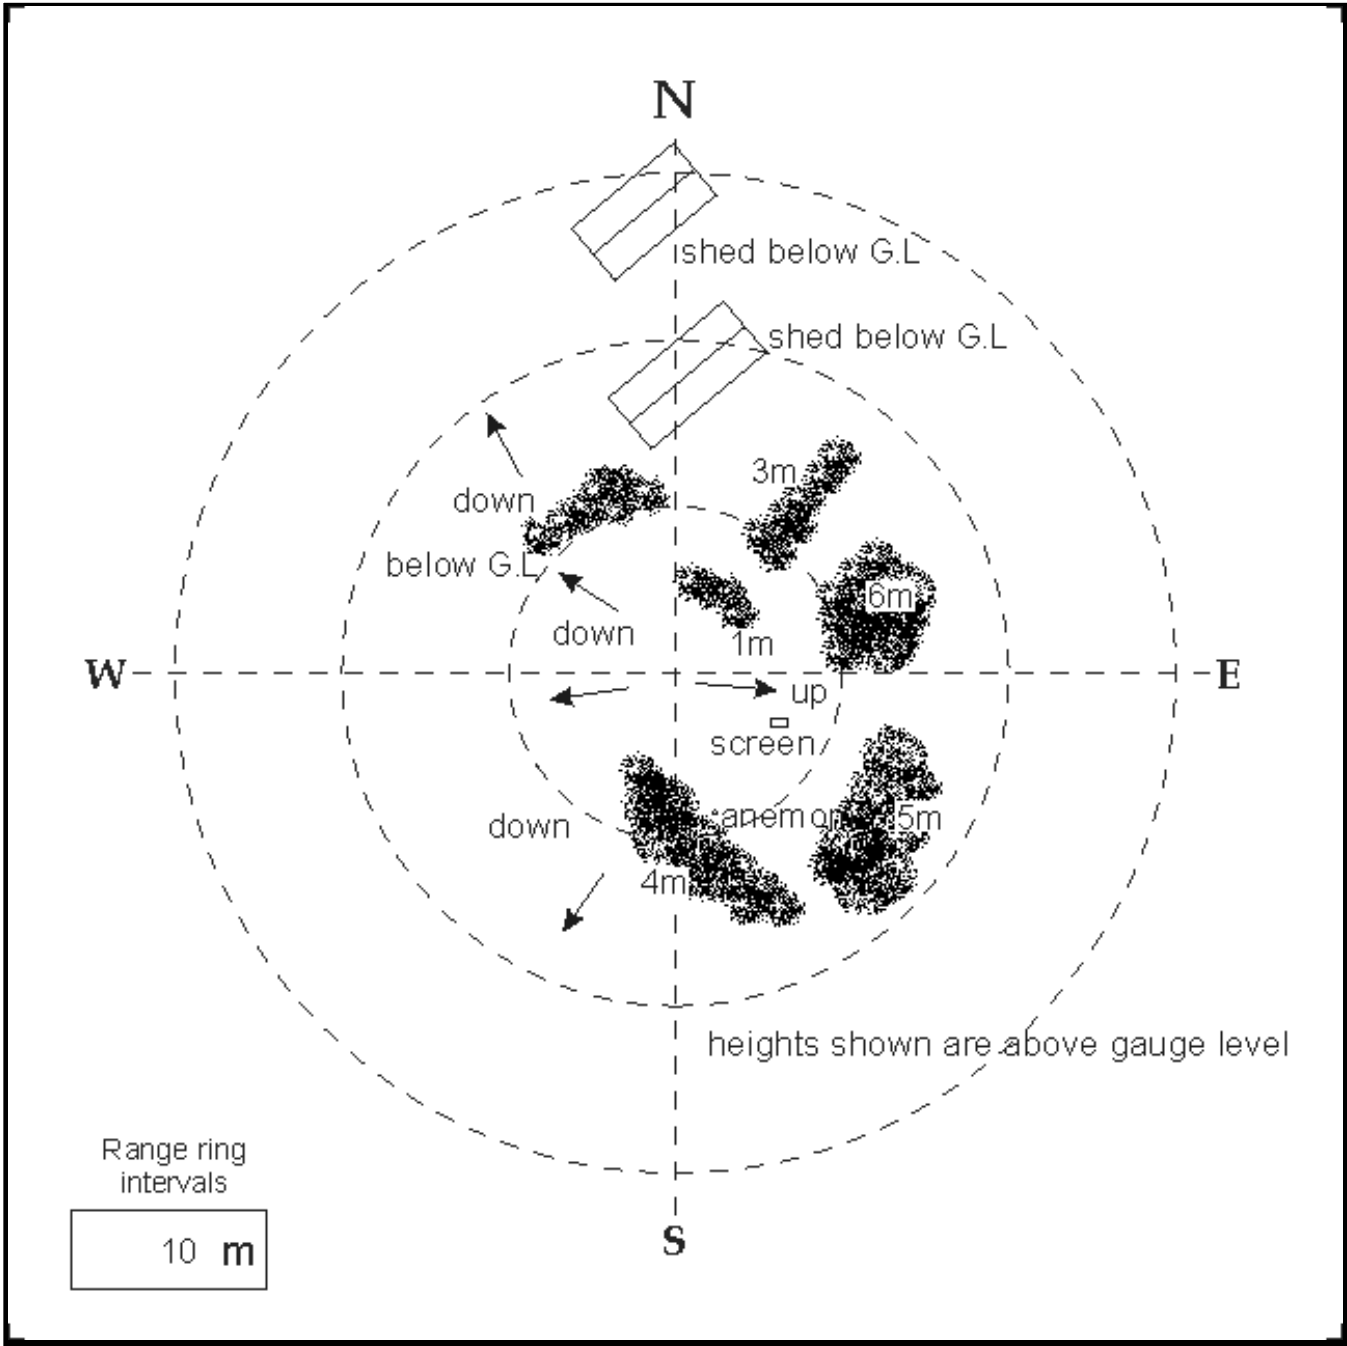 N
shed below G.L
shed below G.L
3m
down
below G.L
6m
down
1m
W
E
up
screen
anemom
5m
down
4m
heights shown are above gauge level
Range ring
intervals
10 m
S